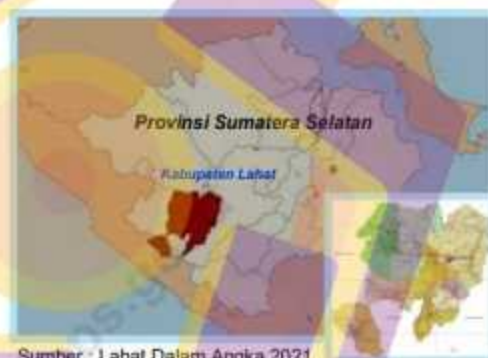 Provinsi Sumatera Selatan
Kabupaten Lahat
Sumber : Lahat Dalam Angka 2021